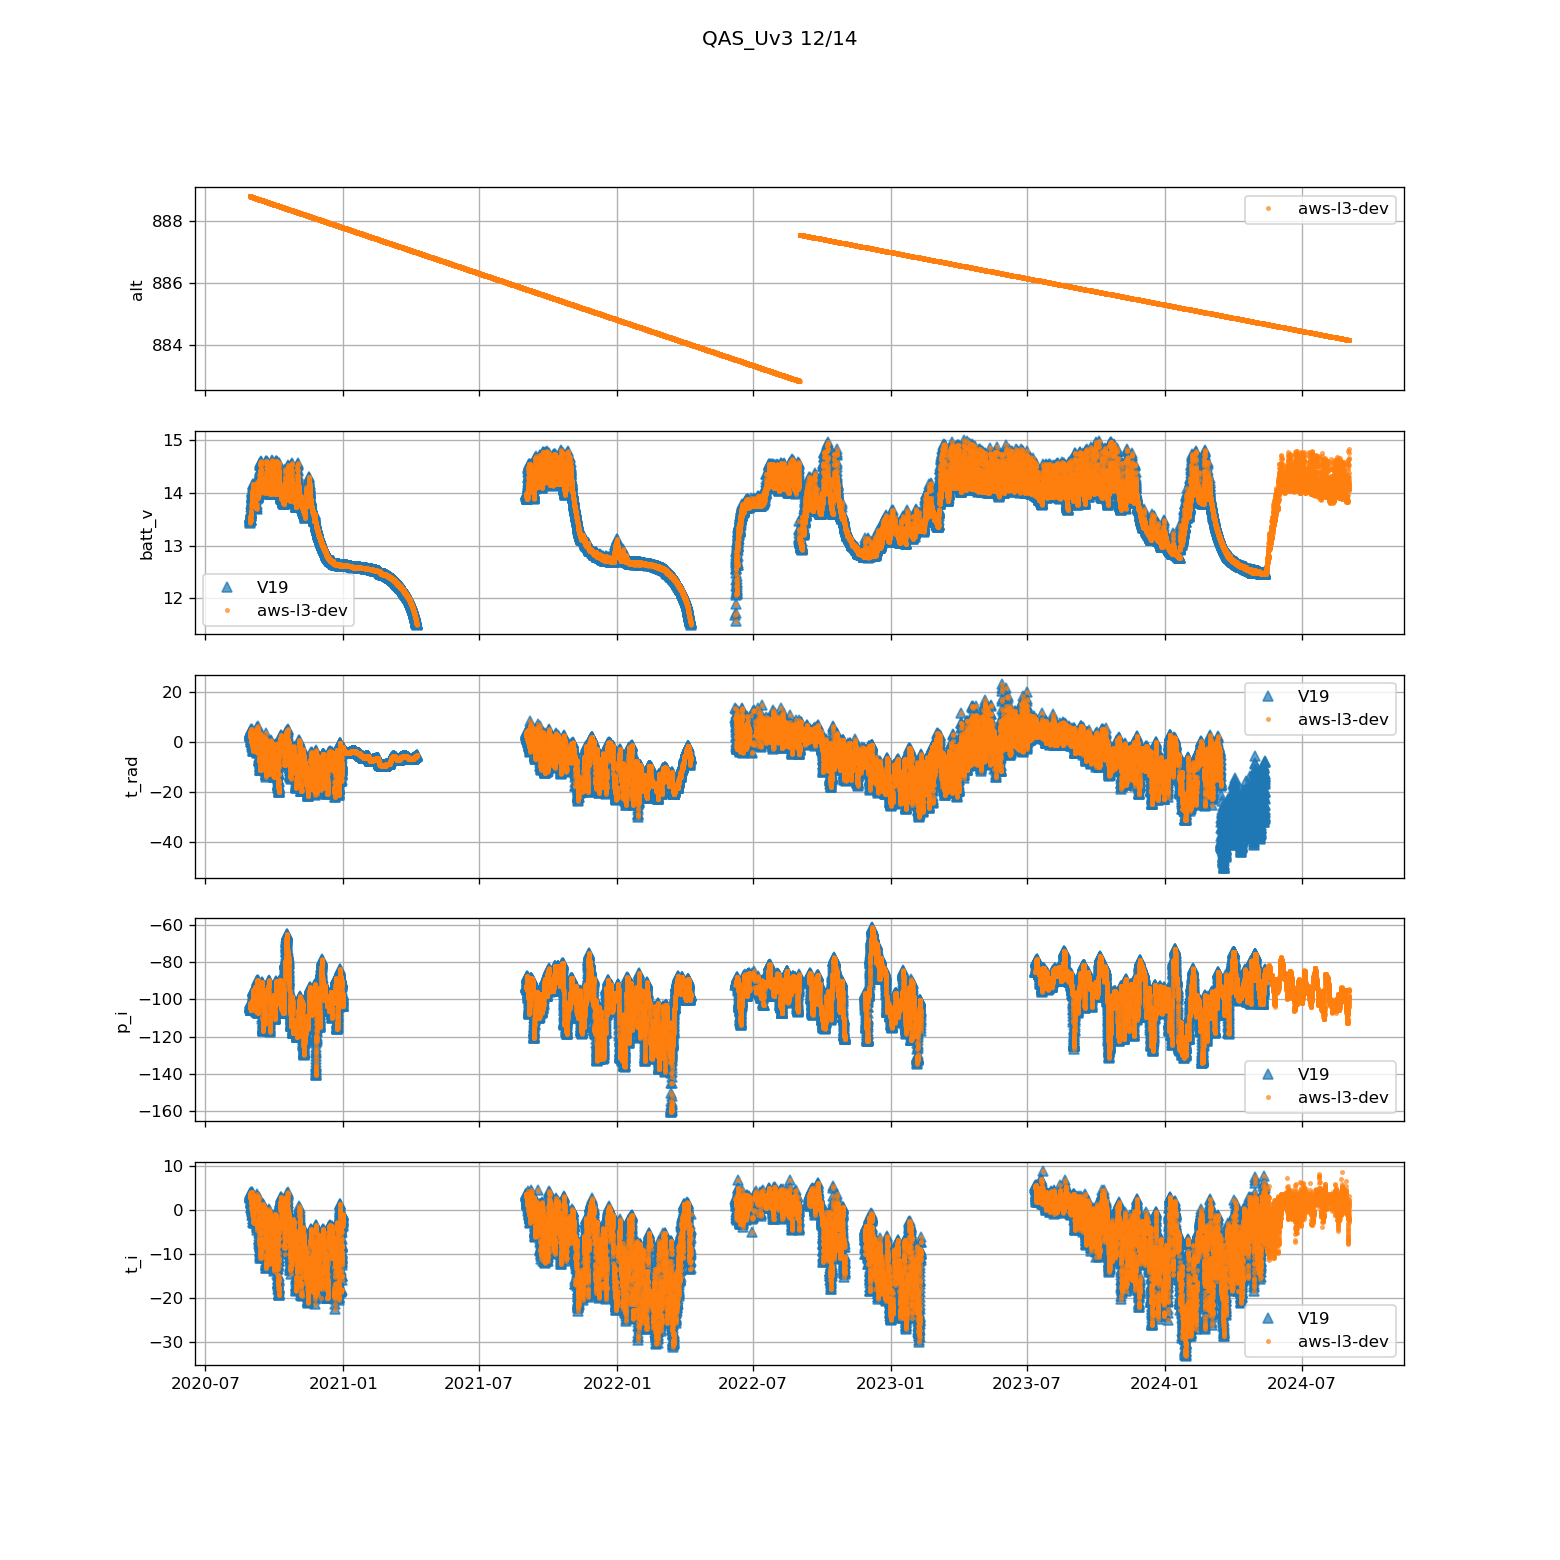 QAS_Uv3 12/14
888
886
884
alt
aws-l3-dev
15
14
13
12
batt_v
V19
aws-l3-dev
20
0
−20
−40
t_rad
V19
aws-l3-dev
−60
−80
−100
−120
−140
−160
p_i
V19
aws-l3-dev
10
0
−10
−20
−30
t_i
V19
aws-l3-dev
2020-07 2021-01 2021-07 2022-01 2022-07 2023-01 2023-07 2024-01 2024-07